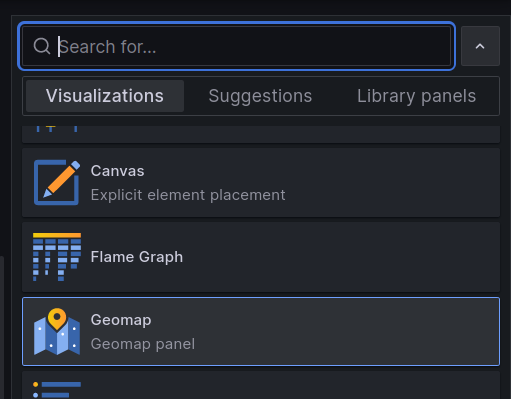 Search for...
Visualizations Suggestions Library panels
Canvas
Explicit element placement
Flame Graph
Geomap
Geomap panel